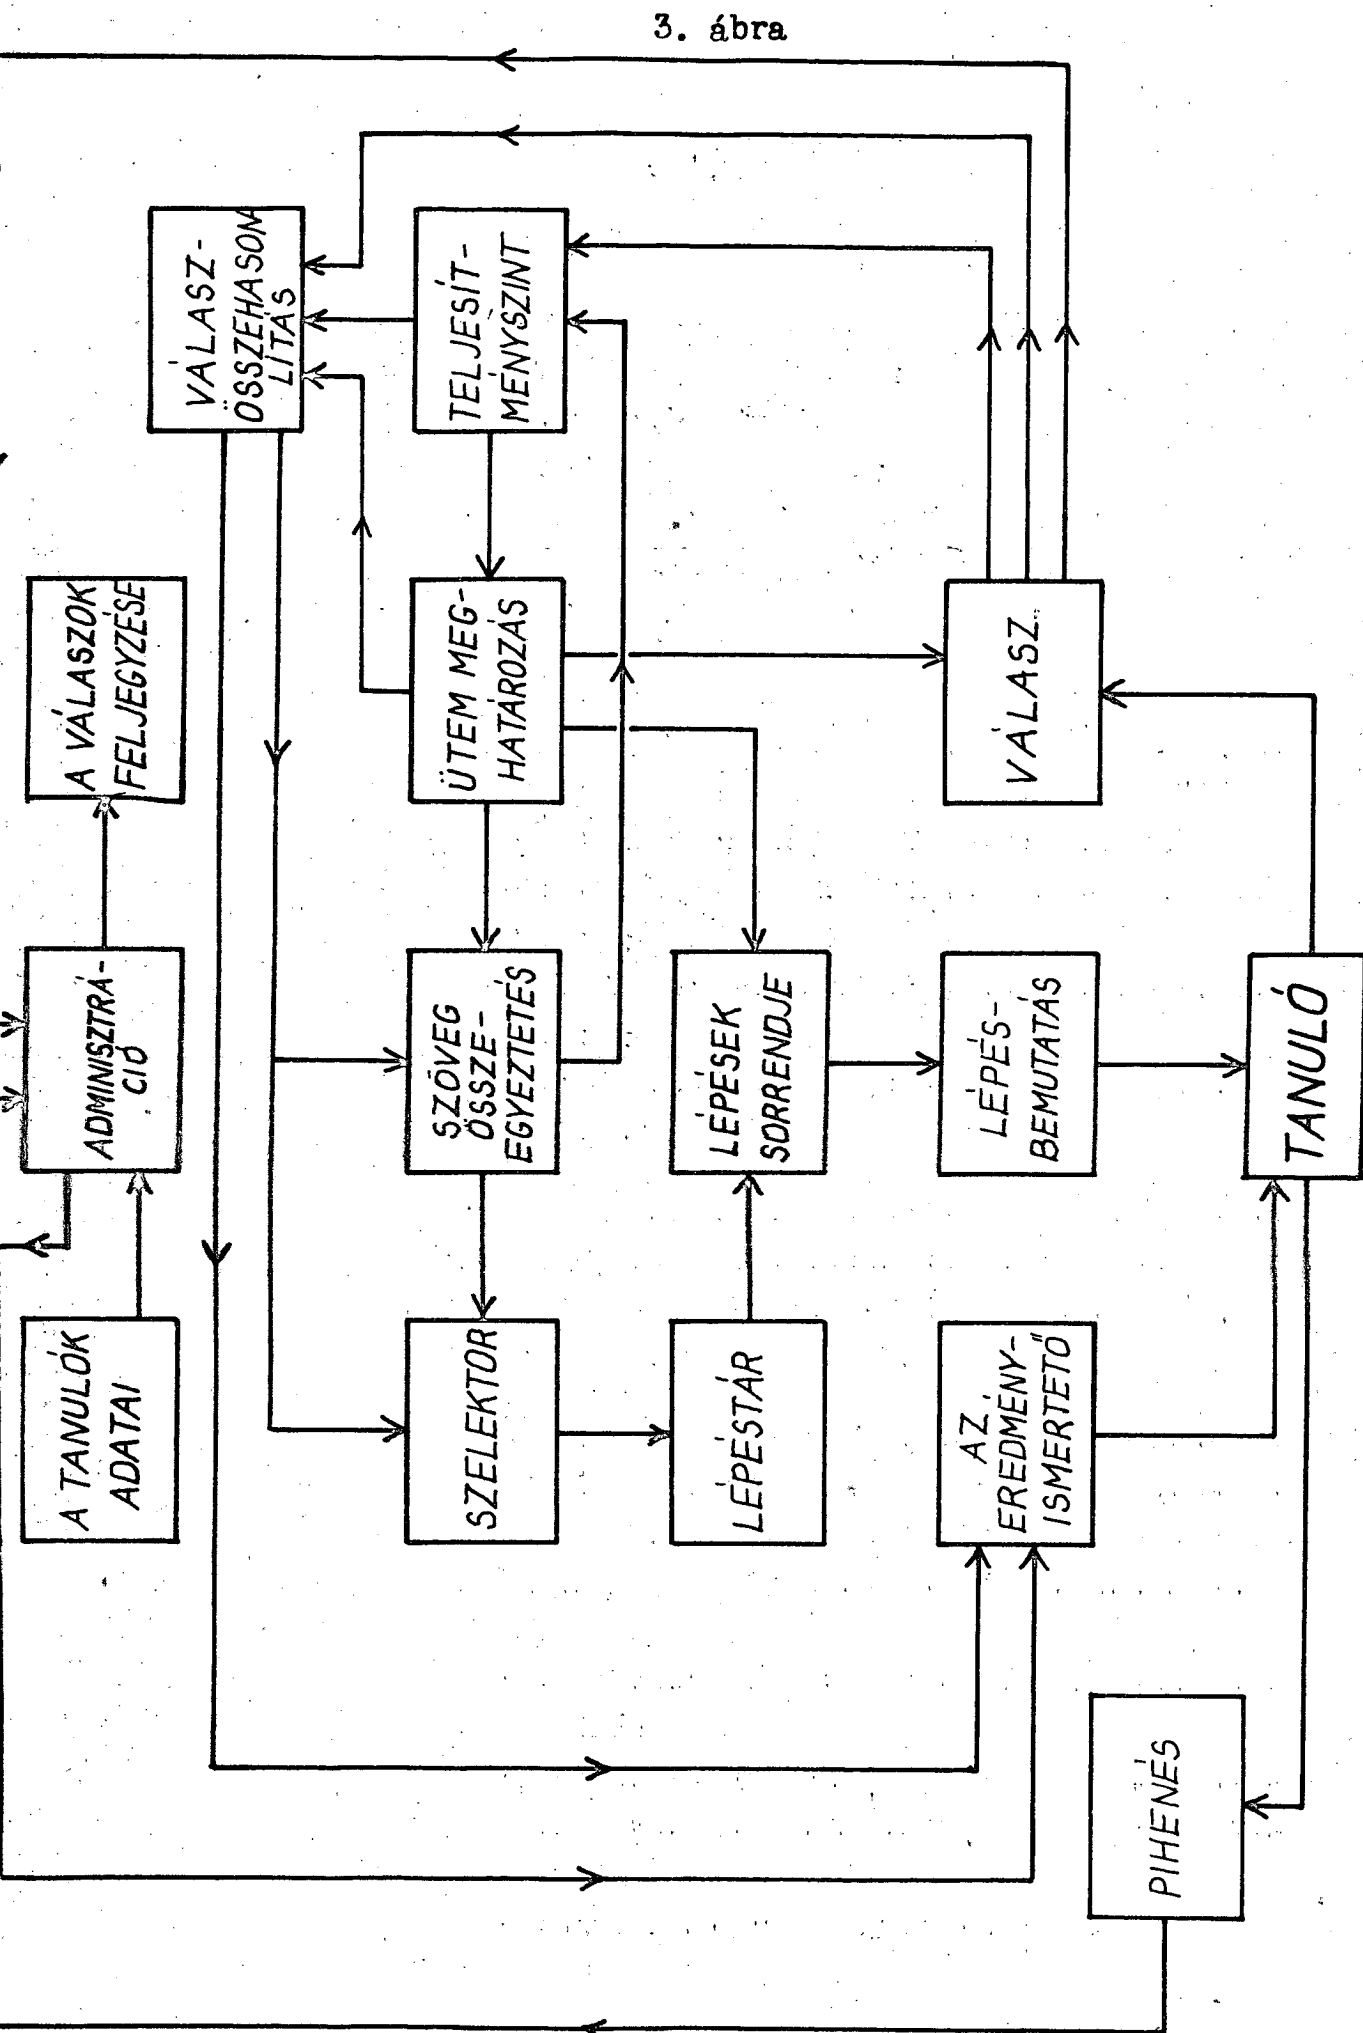 3. ábra
A TANULÓK
ADATAI
ADMINISZTRÁ-
CIÓ
A VÁLASZOK
FELJEGYZÉSE
VÁLASZ-
ÖSSZEHASON
LÍTÁS
SZELEKTOR
SZÖVEG
ÖSSZE-
EGYEZTETÉS
ÜTEM MEG-
HATÁROZÁS
TELJESÍT-
MÉNYSZINT
LÉPÉSTÁR
LÉPÉSEK
SORRENDJE
AZ
EREDMÉNY-
ISMERTETŐ
LÉPÉS-
BEMUTATÁS
VÁLASZ
PIHENÉS
TANULÓ